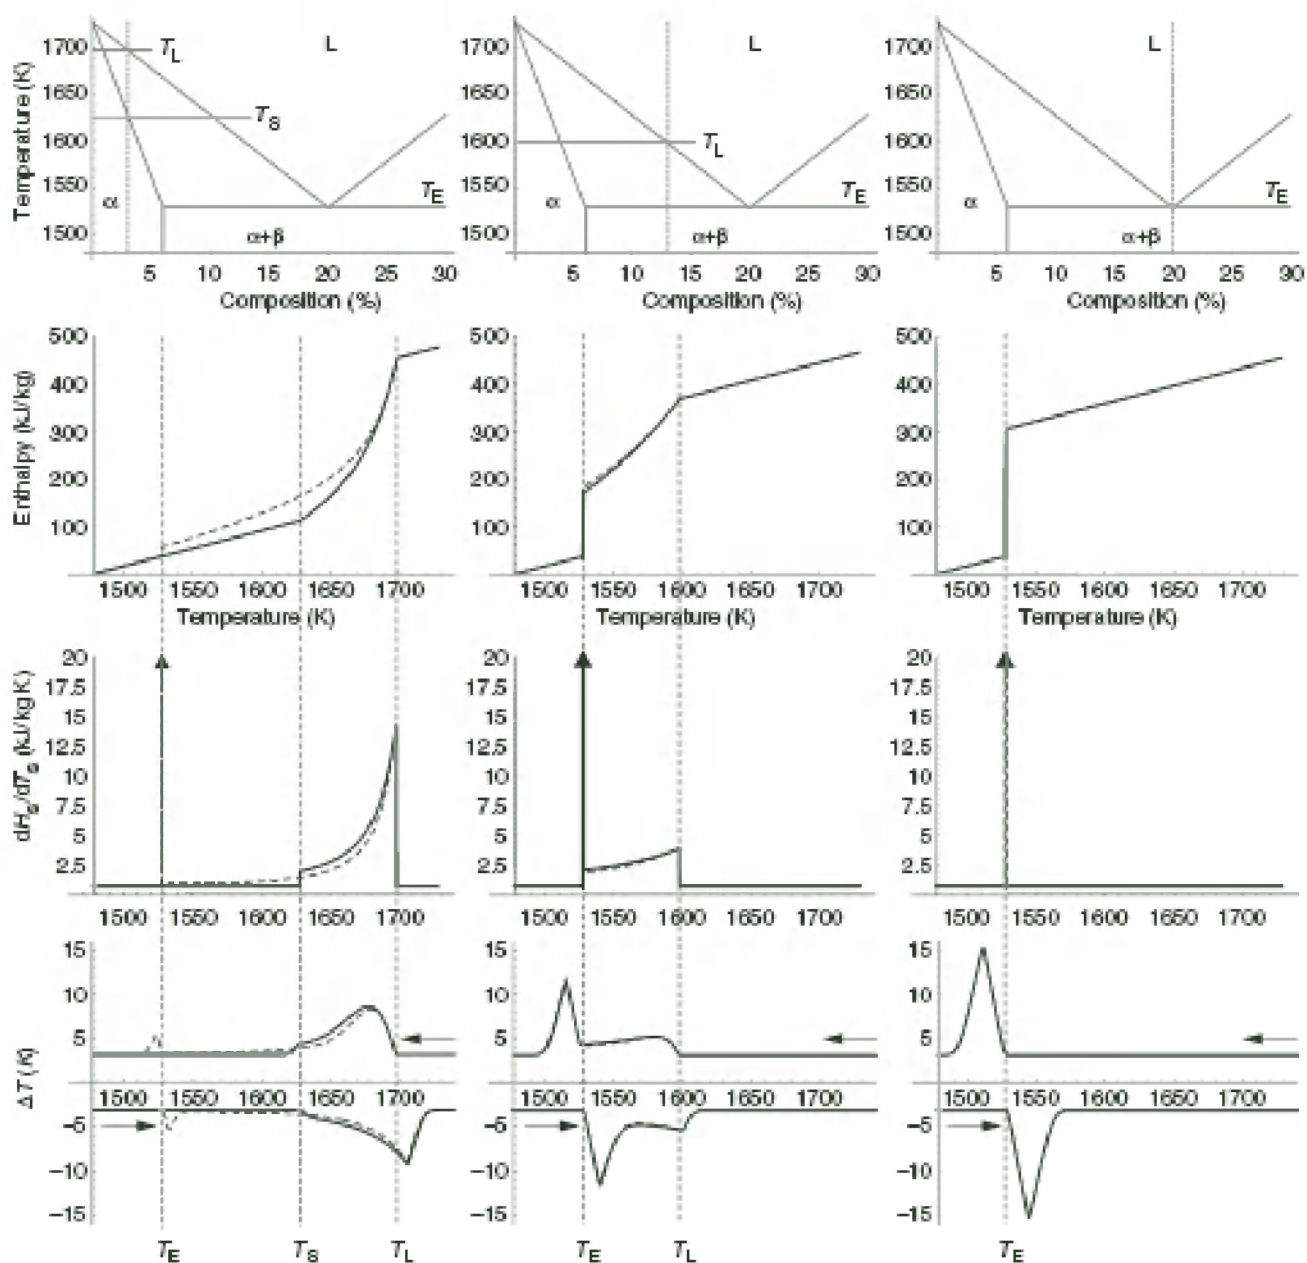 Temperature (K)
1700
1650
1600
1550
1500
T_L
L
T_S
T_E
α
α+β
5 10 15 20 25 30
Composition (%)
1700
1650
1600
1550
1500
L
T_L
T_E
α
α+β
5 10 15 20 25 30
Composition (%)
1700
1650
1600
1550
1500
L
T_E
α
α+β
5 10 15 20 25 30
Composition (%)
Enthalpy (kJ/kg)
500
400
300
200
100
1500 1550 1600 1650 1700
Temperature (K)
500
400
300
200
100
1500 1550 1600 1650 1700
Temperature (K)
500
400
300
200
100
1500 1550 1600 1650 1700
Temperature (K)
dH_S/dT_S (kJ/kg K)
20
17.5
15
12.5
10
7.5
5
2.5
1500 1550 1600 1650 1700
20
17.5
15
12.5
10
7.5
5
2.5
1500 1550 1600 1650 1700
20
17.5
15
12.5
10
7.5
5
2.5
1500 1550 1600 1650 1700
ΔT (K)
15
10
5
1500 1550 1600 1650 1700
−5
−10
−15
T_E T_S T_L
15
10
5
1500 1550 1600 1650 1700
−5
−10
−15
T_E T_L
15
10
5
1500 1550 1600 1650 1700
−5
−10
−15
T_E